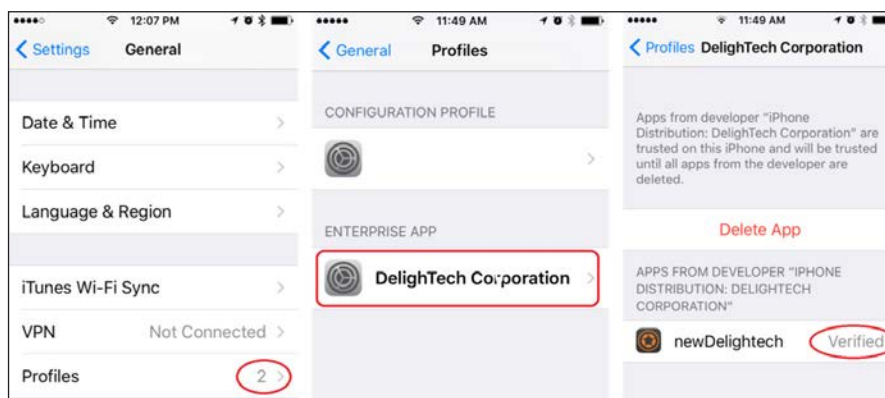 12:07 PM
Settings
General
Date & Time
Keyboard
Language & Region
iTunes Wi-Fi Sync
VPN Not Connected
Profiles 2
11:49 AM
General
Profiles
CONFIGURATION PROFILE
ENTERPRISE APP
DelighTech Corporation
11:49 AM
Profiles DelighTech Corporation
Apps from developer "iPhone
Distribution: DelighTech Corporation" are
trusted on this iPhone and will be trusted
until all apps from the developer are
deleted.
Delete App
APPS FROM DEVELOPER "IPHONE
DISTRIBUTION: DELIGHTECH
CORPORATION"
newDelightech Verified